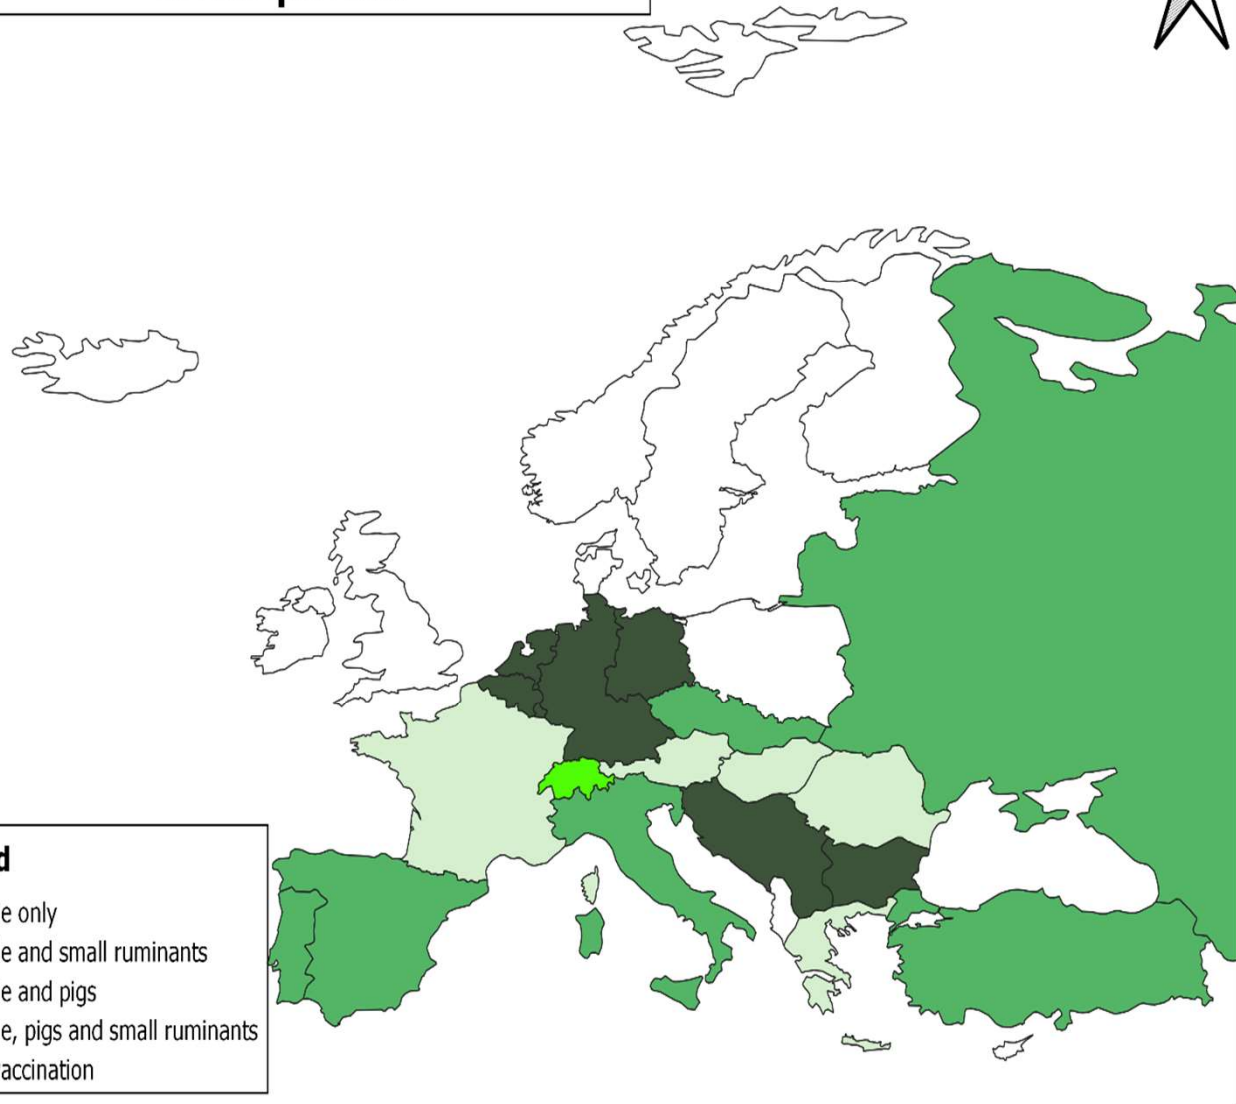 d
e only
e and small ruminants
e and pigs
e, pigs and small ruminants
accination